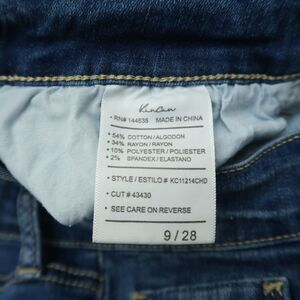 KanCan
• RN# 144635 MADE IN CHINA
• 54% COTTON / ALGODON
• 34% RAYON / RAYON
• 10% POLYESTER / POLIESTER
• 2% SPANDEX / ELASTANO
• STYLE / ESTILO # KC11214CHD
• CUT # 43430
• SEE CARE ON REVERSE
9 / 28